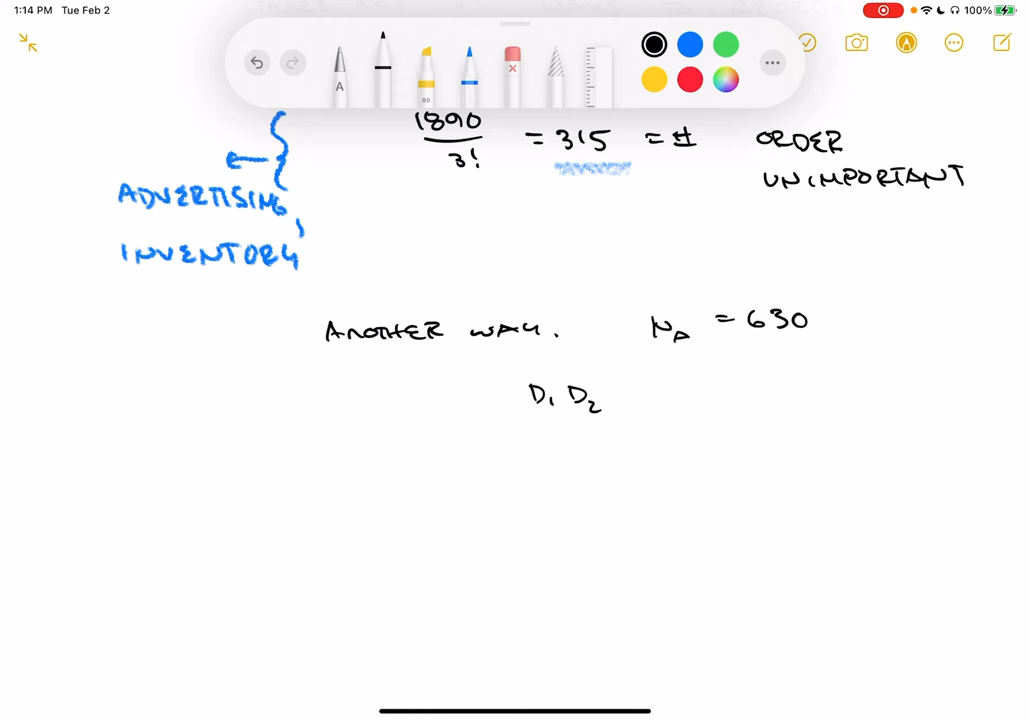 1:14 PM Tue Feb 2
100%
A
80
1890
3! = 315 = # ORDER
UNIMPORTANT
ADVERTISING,
INVENTORY
ANOTHER WAY. NA = 630
D1 D2